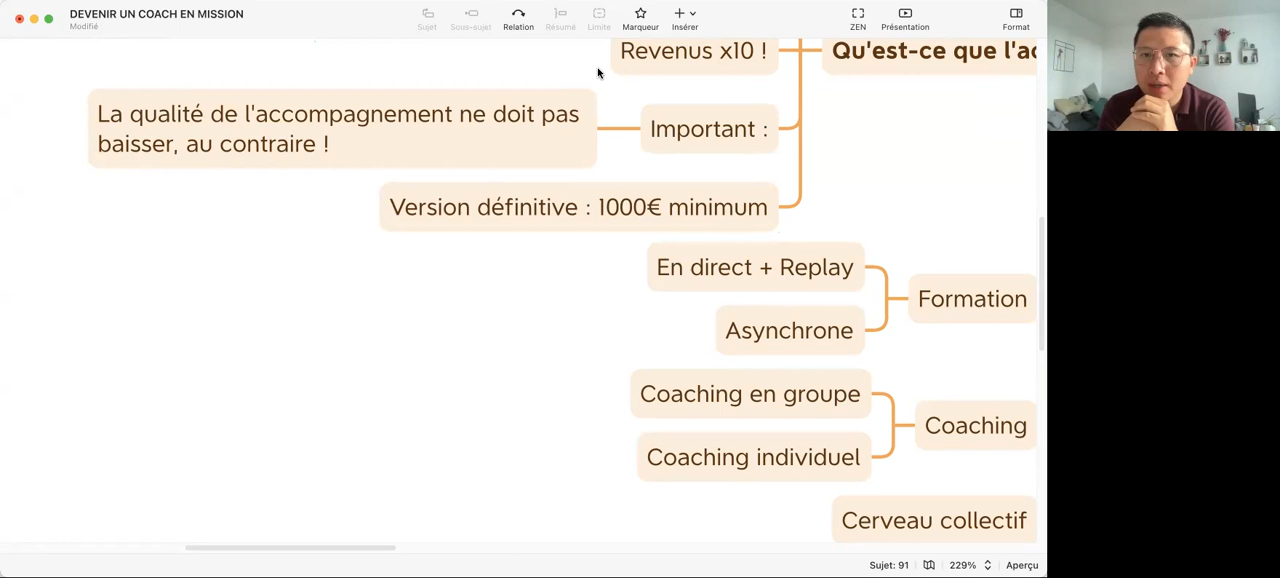 DEVENIR UN COACH EN MISSION
Modifié
Sujet
Sous-sujet
Relation
Résumé
Limite
Marqueur
Insérer
ZEN
Présentation
Format
Revenus x10 !
Qu'est-ce que l'ac
La qualité de l'accompagnement ne doit pas
baisser, au contraire !
Important :
Version définitive : 1000€ minimum
En direct + Replay
Formation
Asynchrone
Coaching en groupe
Coaching
Coaching individuel
Cerveau collectif
Sujet: 91
229%
Aperçu